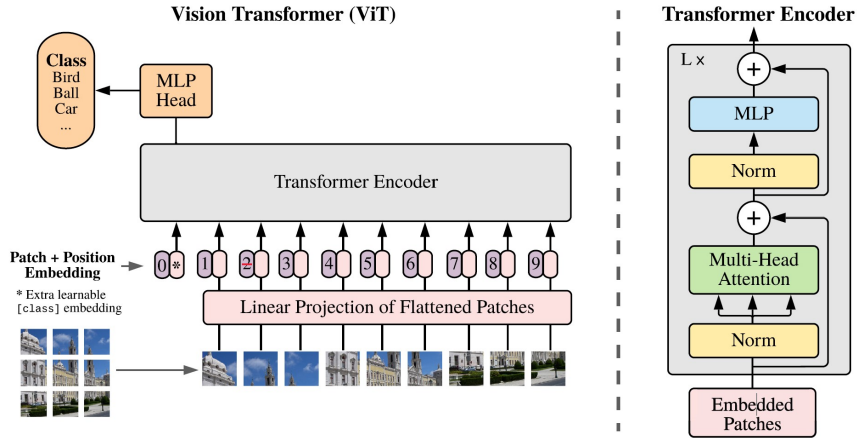 Vision Transformer (ViT)
Class
Bird
Ball
Car
...
MLP
Head
Transformer Encoder
Patch + Position
Embedding
0 * 1 2 3 4 5 6 7 8 9
* Extra learnable
[class] embedding
Linear Projection of Flattened Patches
Transformer Encoder
L ×
+
MLP
Norm
+
Multi-Head
Attention
Norm
Embedded
Patches